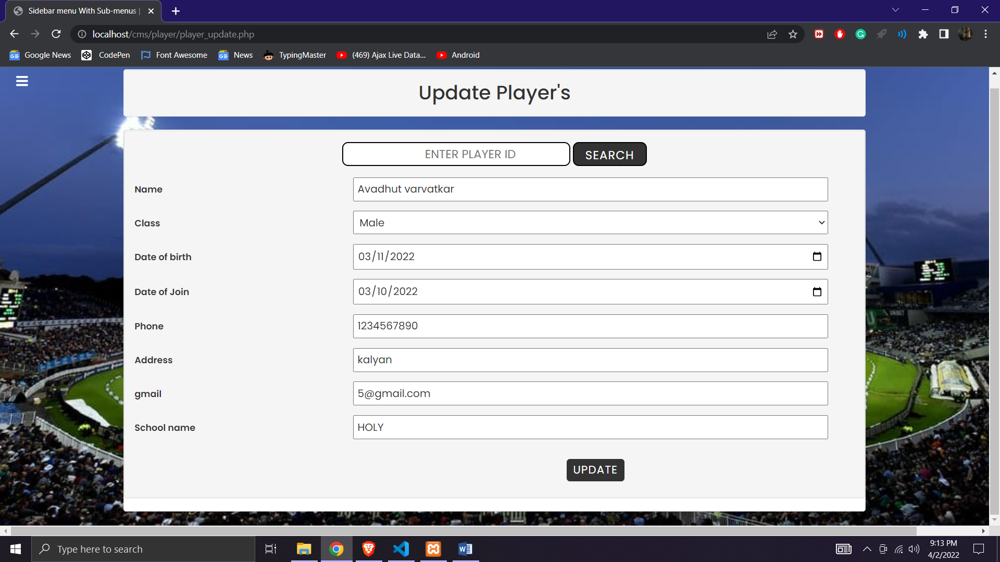 Sidebar menu With Sub-menus |
localhost/cms/player/player_update.php
Google News CodePen Font Awesome News TypingMaster (469) Ajax Live Data... Android
Update Player's
ENTER PLAYER ID SEARCH
Name Avadhut varvatkar
Class Male
Date of birth 03/11/2022
Date of Join 03/10/2022
Phone 1234567890
Address kalyan
gmail 5@gmail.com
School name HOLY
UPDATE
Type here to search
9:13 PM
4/2/2022